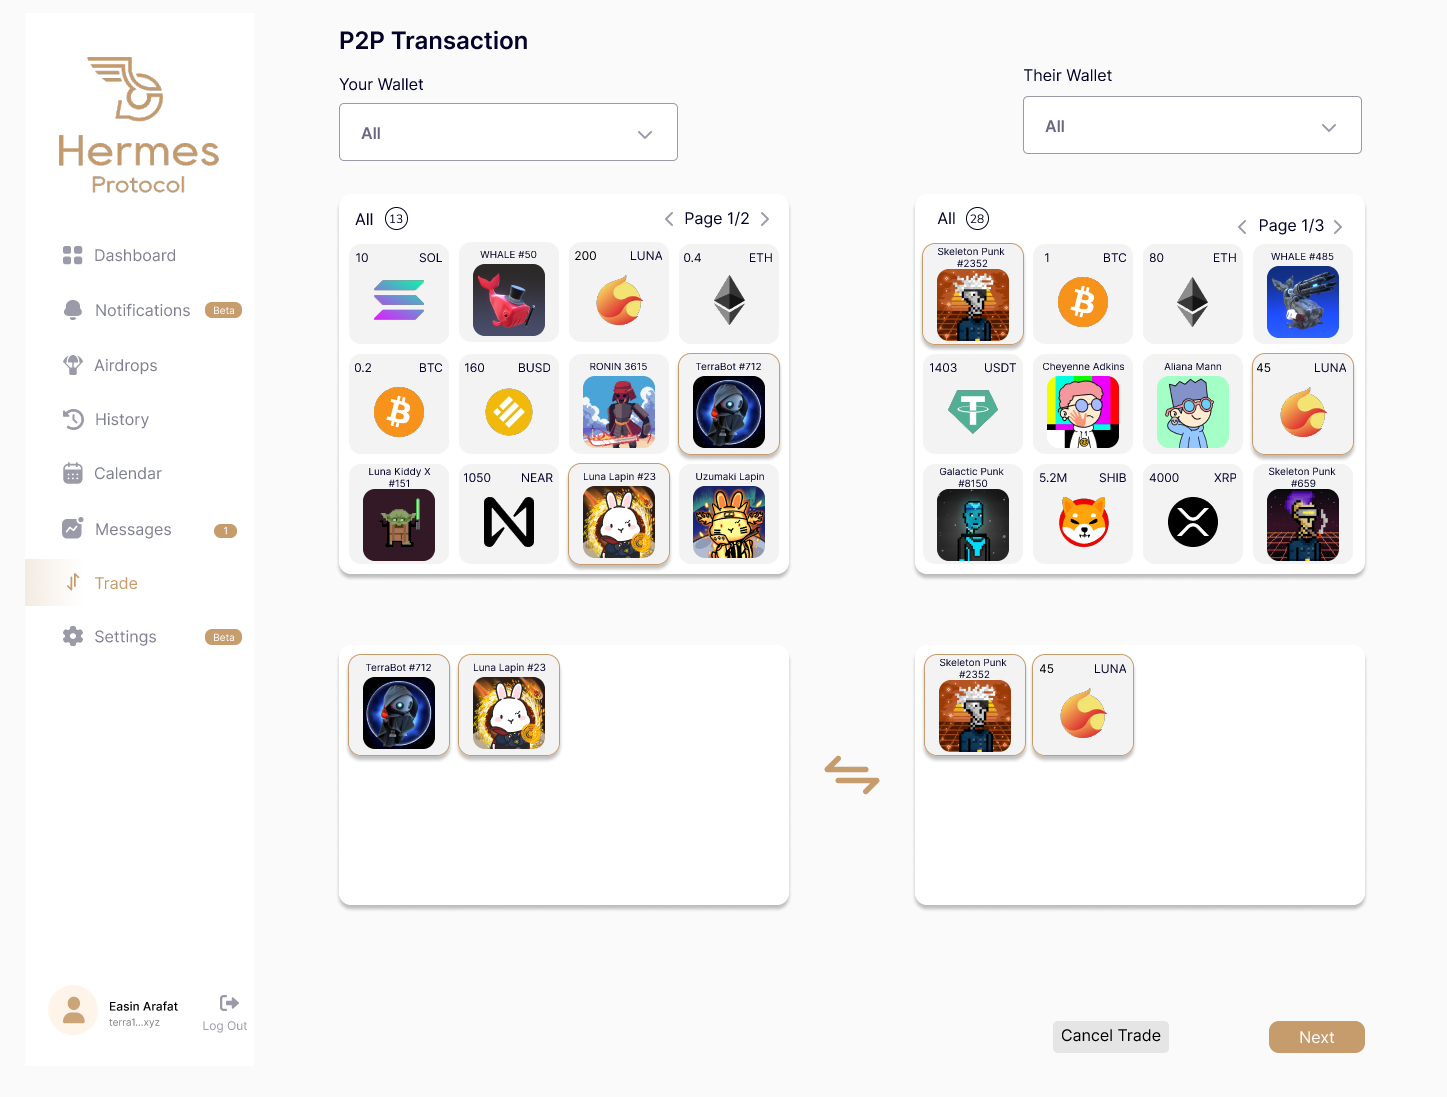 Hermes
Protocol
Dashboard
Notifications
Beta
Airdrops
History
Calendar
Messages
1
Trade
Settings
Beta
Easin Arafat
terra1...xyz
Log Out
P2P Transaction
Your Wallet
All
Their Wallet
All
All 13
Page 1/2
10 SOL
WHALE #50
200 LUNA
0.4 ETH
0.2 BTC
160 BUSD
RONIN 3615
TerraBot #712
Luna Kiddy X
#151
1050 NEAR
Luna Lapin #23
Uzumaki Lapin
All 28
Page 1/3
Skeleton Punk
#2352
1 BTC
80 ETH
WHALE #485
1403 USDT
Cheyenne Adkins
Aliana Mann
45 LUNA
Galactic Punk
#8150
5.2M SHIB
4000 XRP
Skeleton Punk
#659
TerraBot #712
Luna Lapin #23
Skeleton Punk
#2352
45 LUNA
Cancel Trade
Next